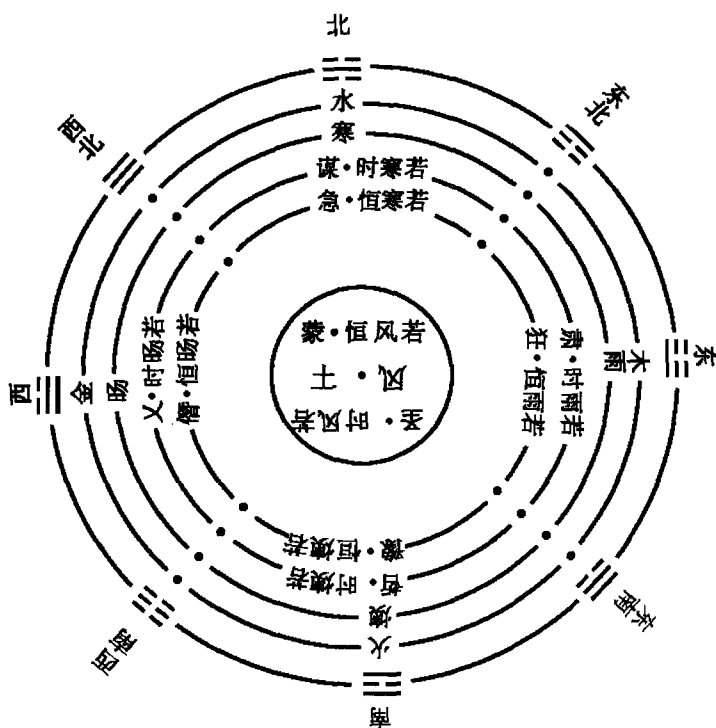 北
东北
东
东南
南
西南
西
西北
水
寒
谋·时寒若
急·恒寒若
木
雨
肃·时雨若
狂·恒雨若
火
燠
哲·时燠若
豫·恒燠若
金
旸
乂·时旸若
僭·恒旸若
蒙·恒风若
土·风
圣·时风若